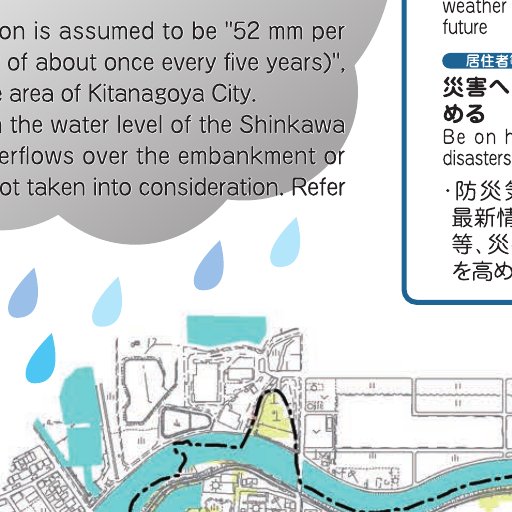 on is assumed to be "52 mm per
of about once every five years)",
area of Kitanagoya City.
the water level of the Shinkawa
erflows over the embankment or
ot taken into consideration. Refer
weather
future
居住者
災害へ
める
Be on
disasters
・防災
最新情
等、災
を高め